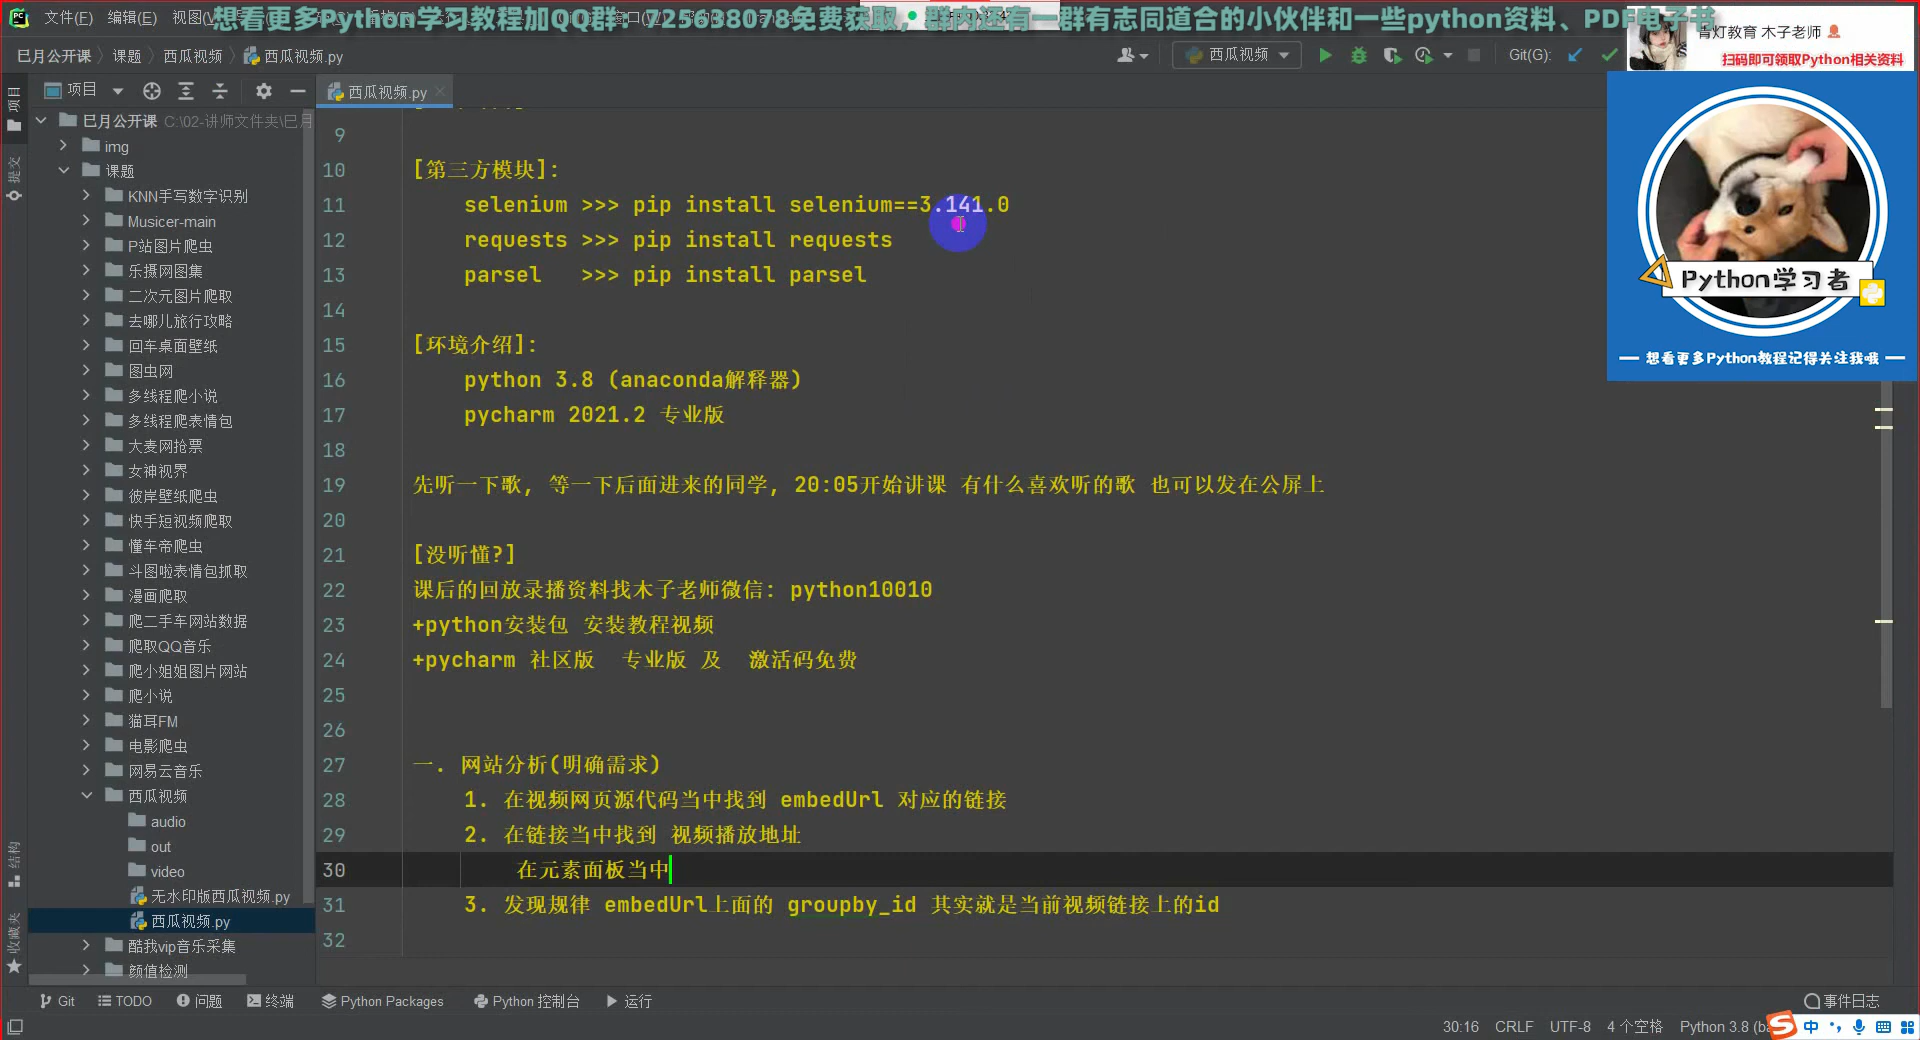 想看更多Python学习教程加QQ群：725638078免费获取，群内还有一群有志同道合的小伙伴和一些python资料、PDF电子书
文件(F) 编辑(E)
青灯教育 木子老师
扫码即可领取Python相关资料
巳月公开课 课题 西瓜视频 西瓜视频.py
西瓜视频
Git(G):
项目
西瓜视频.py
Python学习者
想看更多Python教程记得关注我哦
项目
提交
结构
收藏夹
巳月公开课 C:\02-讲师文件夹\巳月
img
课题
KNN手写数字识别
Musicer-main
P站图片爬虫
乐摄网图集
二次元图片爬取
去哪儿旅行攻略
回车桌面壁纸
图虫网
多线程爬小说
多线程爬表情包
大麦网抢票
女神视界
彼岸壁纸爬虫
快手短视频爬取
懂车帝爬虫
斗图啦表情包抓取
漫画爬取
爬二手车网站数据
爬取QQ音乐
爬小姐姐图片网站
爬小说
猫耳FM
电影爬虫
网易云音乐
西瓜视频
audio
out
video
无水印版西瓜视频.py
西瓜视频.py
酷我vip音乐采集
颜值检测
9
10 [第三方模块]:
11 selenium >>> pip install selenium==3.141.0
12 requests >>> pip install requests
13 parsel >>> pip install parsel
14
15 [环境介绍]:
16 python 3.8 (anaconda解释器)
17 pycharm 2021.2 专业版
18
19 先听一下歌, 等一下后面进来的同学, 20:05开始讲课 有什么喜欢听的歌 也可以发在公屏上
20
21 [没听懂?]
22 课后的回放录播资料找木子老师微信: python10010
23 +python安装包 安装教程视频
24 +pycharm 社区版 专业版 及 激活码免费
25
26
27 一. 网站分析(明确需求)
28 1. 在视频网页源代码当中找到 embedUrl 对应的链接
29 2. 在链接当中找到 视频播放地址
30 在元素面板当中
31 3. 发现规律 embedUrl上面的 groupby_id 其实就是当前视频链接上的id
32
Git TODO 问题 终端 Python Packages Python 控制台 运行 事件日志
30:16 CRLF UTF-8 4 个空格 Python 3.8 (ba
中